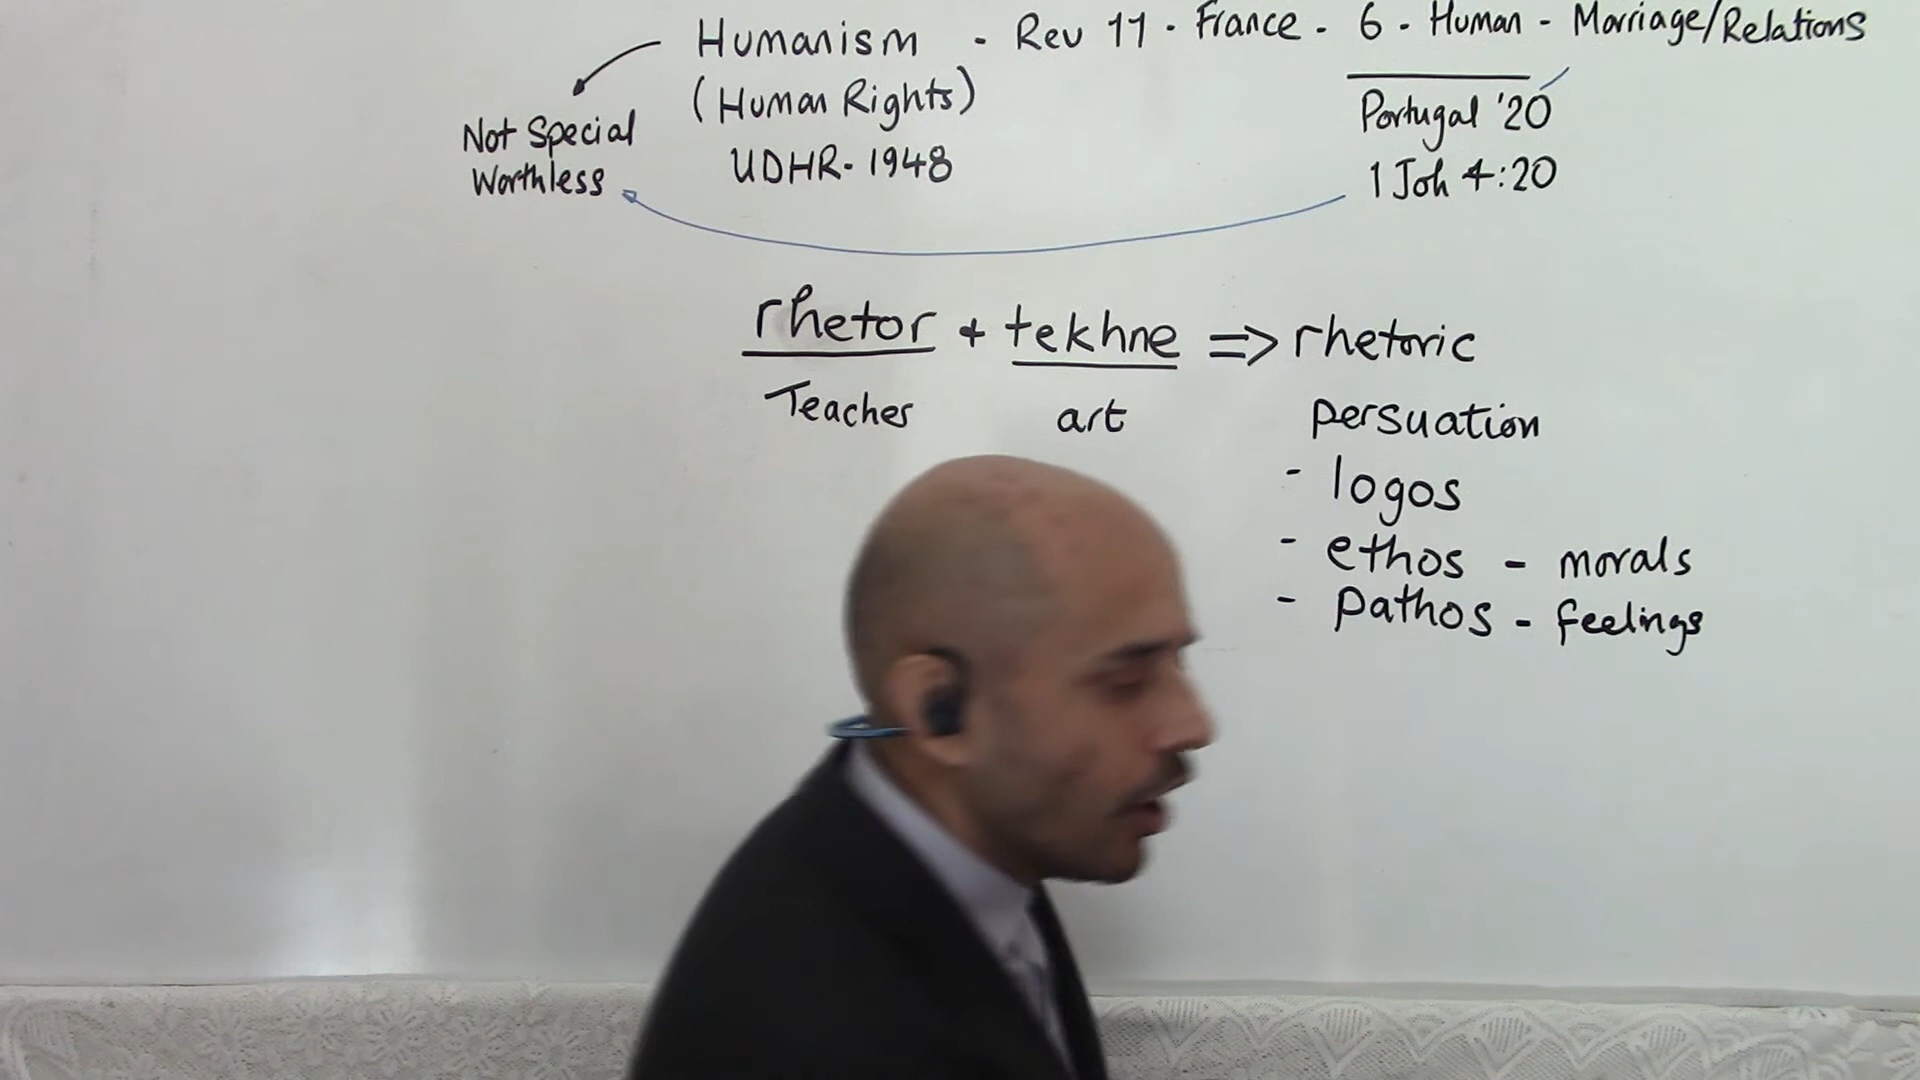 Humanism - Rev 11 - France - 6 - Human - Marriage/Relations
(Human Rights)
UDHR - 1948
Not Special
Worthless
Portugal '20
1 Joh 4:20
rhetor + tekhne => rhetoric
Teaches art persuation
- logos
- ethos - morals
- pathos - feelings